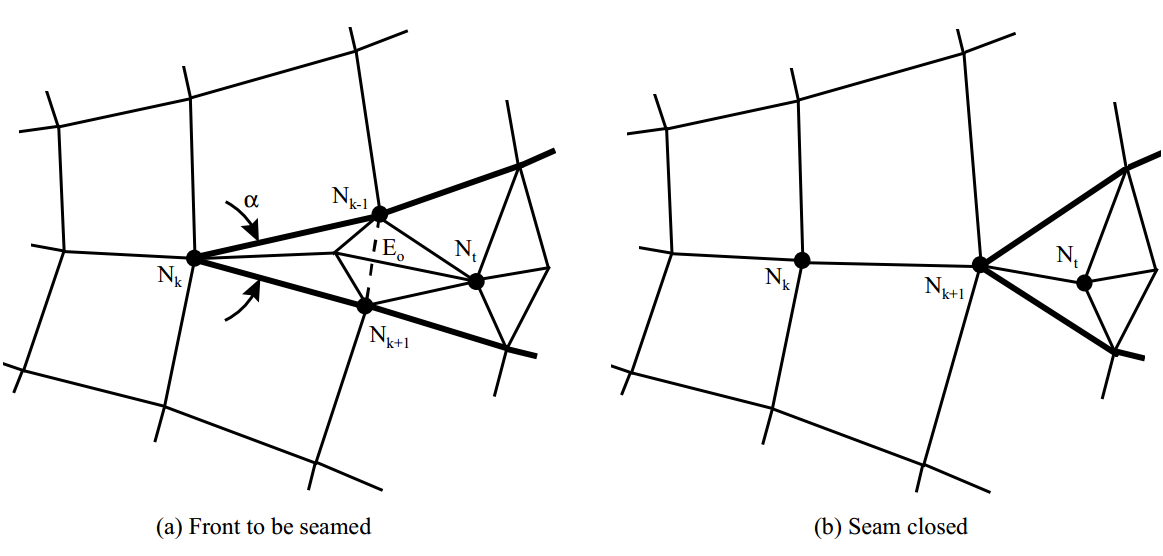 α
N_{k-1}
E_o
N_t
N_k
N_{k+1}
(a) Front to be seamed
N_t
N_k
N_{k+1}
(b) Seam closed